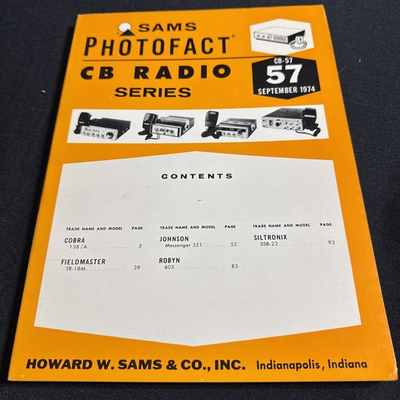 SAMS
PHOTOFACT®
CB RADIO
SERIES
CB-57
57
SEPTEMBER 1974
CONTENTS
TRADE NAME AND MODEL PAGE
COBRA
138/A 5
FIELDMASTER
TR-18M 39
TRADE NAME AND MODEL PAGE
JOHNSON
Messenger 351 53
ROBYN
605 83
TRADE NAME AND MODEL PAGE
SILTRONIX
SSB-23 93
HOWARD W. SAMS & CO., INC. Indianapolis, Indiana